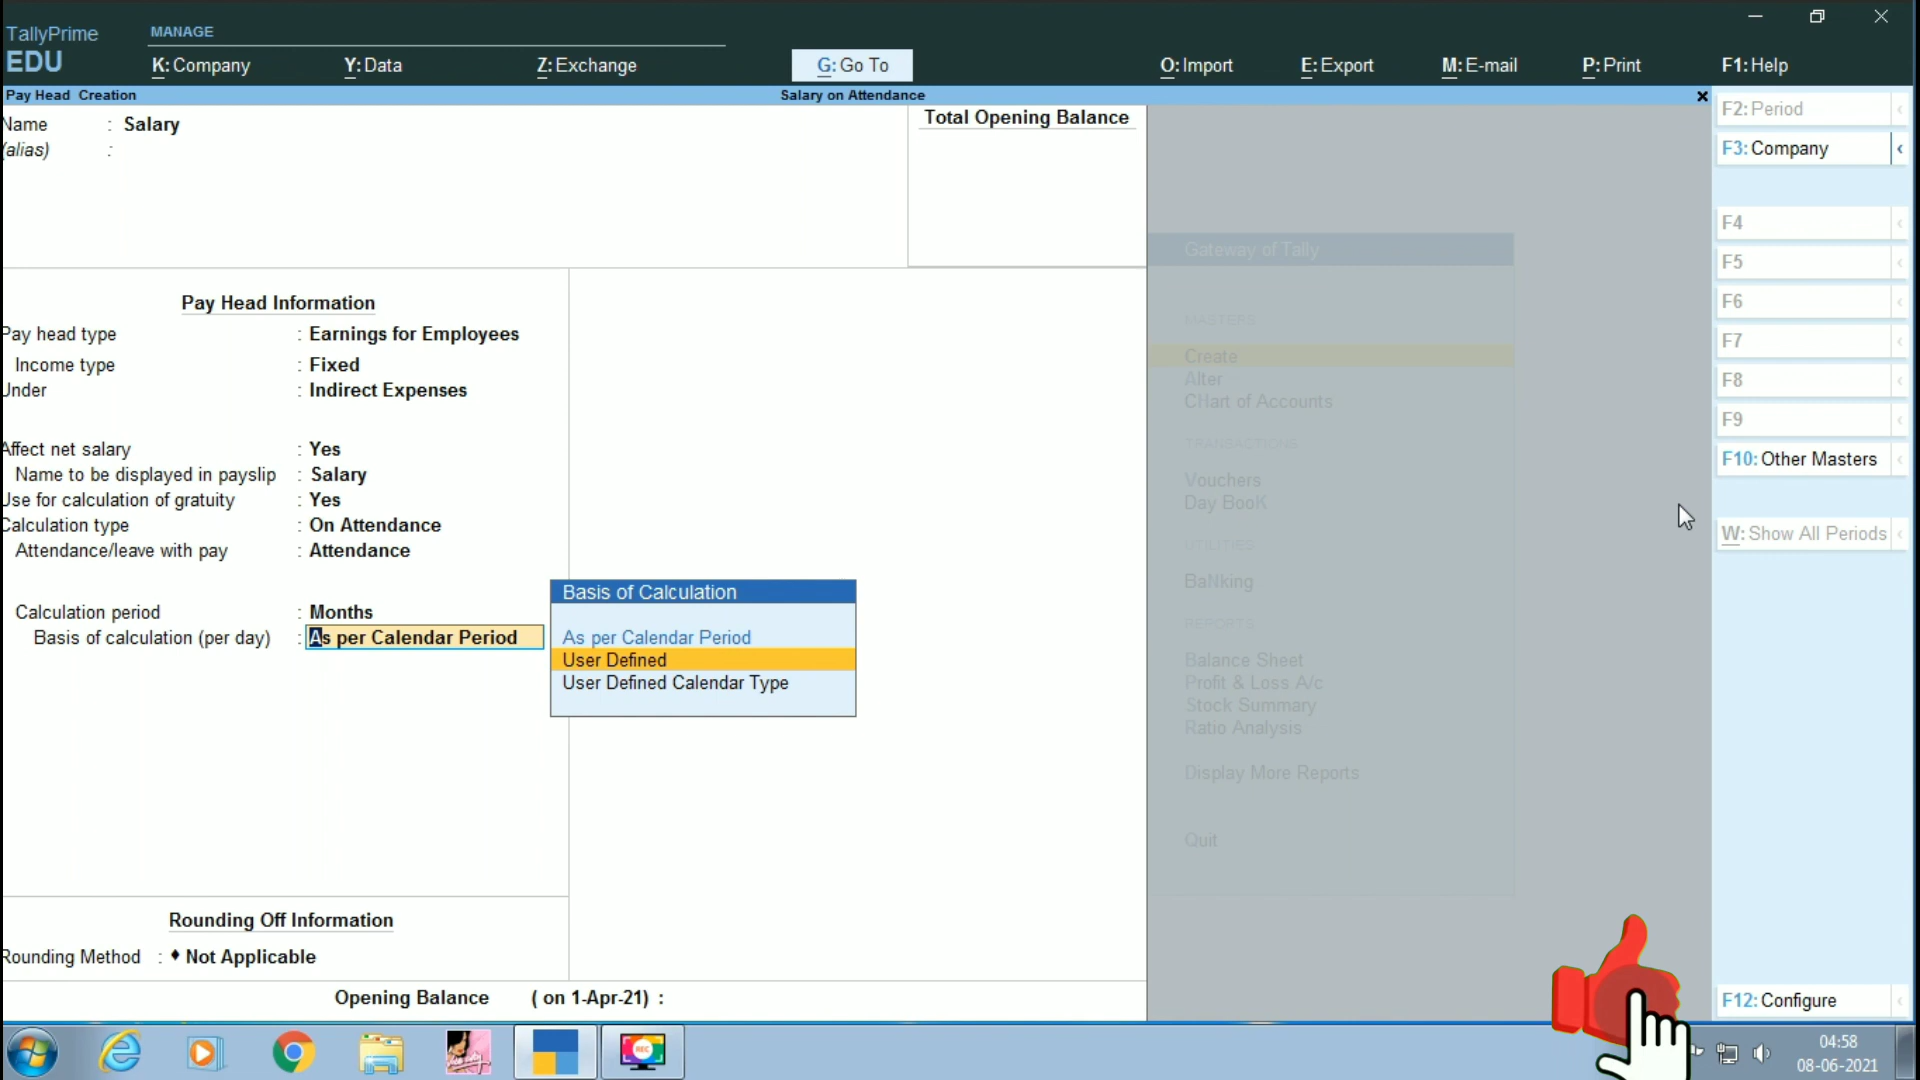 TallyPrime
EDU
MANAGE
K: Company
Y: Data
Z: Exchange
G: Go To
O: Import
E: Export
M: E-mail
P: Print
F1: Help
Pay Head Creation
Salary on Attendance
Name : Salary
(alias) :
Total Opening Balance
Pay Head Information
Pay head type : Earnings for Employees
Income type : Fixed
Under : Indirect Expenses
Affect net salary : Yes
Name to be displayed in payslip : Salary
Use for calculation of gratuity : Yes
Calculation type : On Attendance
Attendance/leave with pay : Attendance
Calculation period : Months
Basis of calculation (per day) : As per Calendar Period
Basis of Calculation
As per Calendar Period
User Defined
User Defined Calendar Type
Rounding Off Information
Rounding Method : ♦ Not Applicable
Opening Balance ( on 1-Apr-21) :
Gateway of Tally
MASTERS
Create
Alter
CHart of Accounts
TRANSACTIONS
Vouchers
Day BooK
UTILITIES
BaNking
REPORTS
Balance Sheet
Profit & Loss A/c
Stock Summary
Ratio Analysis
Display More Reports
Quit
F2: Period
F3: Company
F4
F5
F6
F7
F8
F9
F10: Other Masters
W: Show All Periods
F12: Configure
REC
04:58
08-06-2021